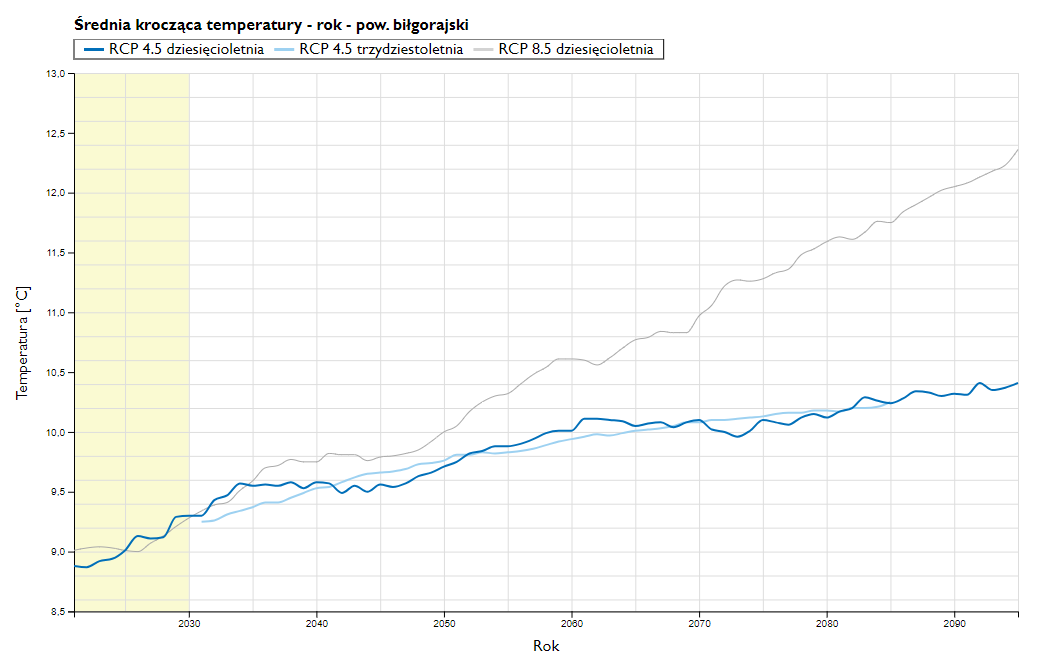 Średnia krocząca temperatury - rok - pow. biłgorajski
RCP 4.5 dziesięcioletnia RCP 4.5 trzydziestoletnia RCP 8.5 dziesięcioletnia
13,0
12,5
12,0
11,5
11,0
10,5
10,0
9,5
9,0
8,5
Temperatura [°C]
2030 2040 2050 2060 2070 2080 2090
Rok